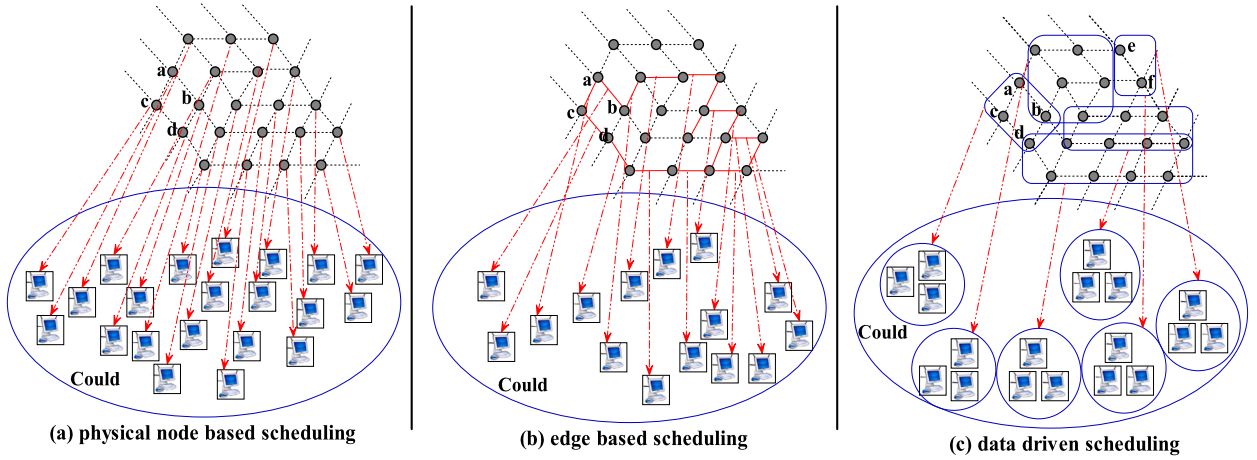 a
c
b
d
Could
(a) physical node based scheduling
a
c
b
d
Could
(b) edge based scheduling
e
a
f
c
b
d
Could
(c) data driven scheduling